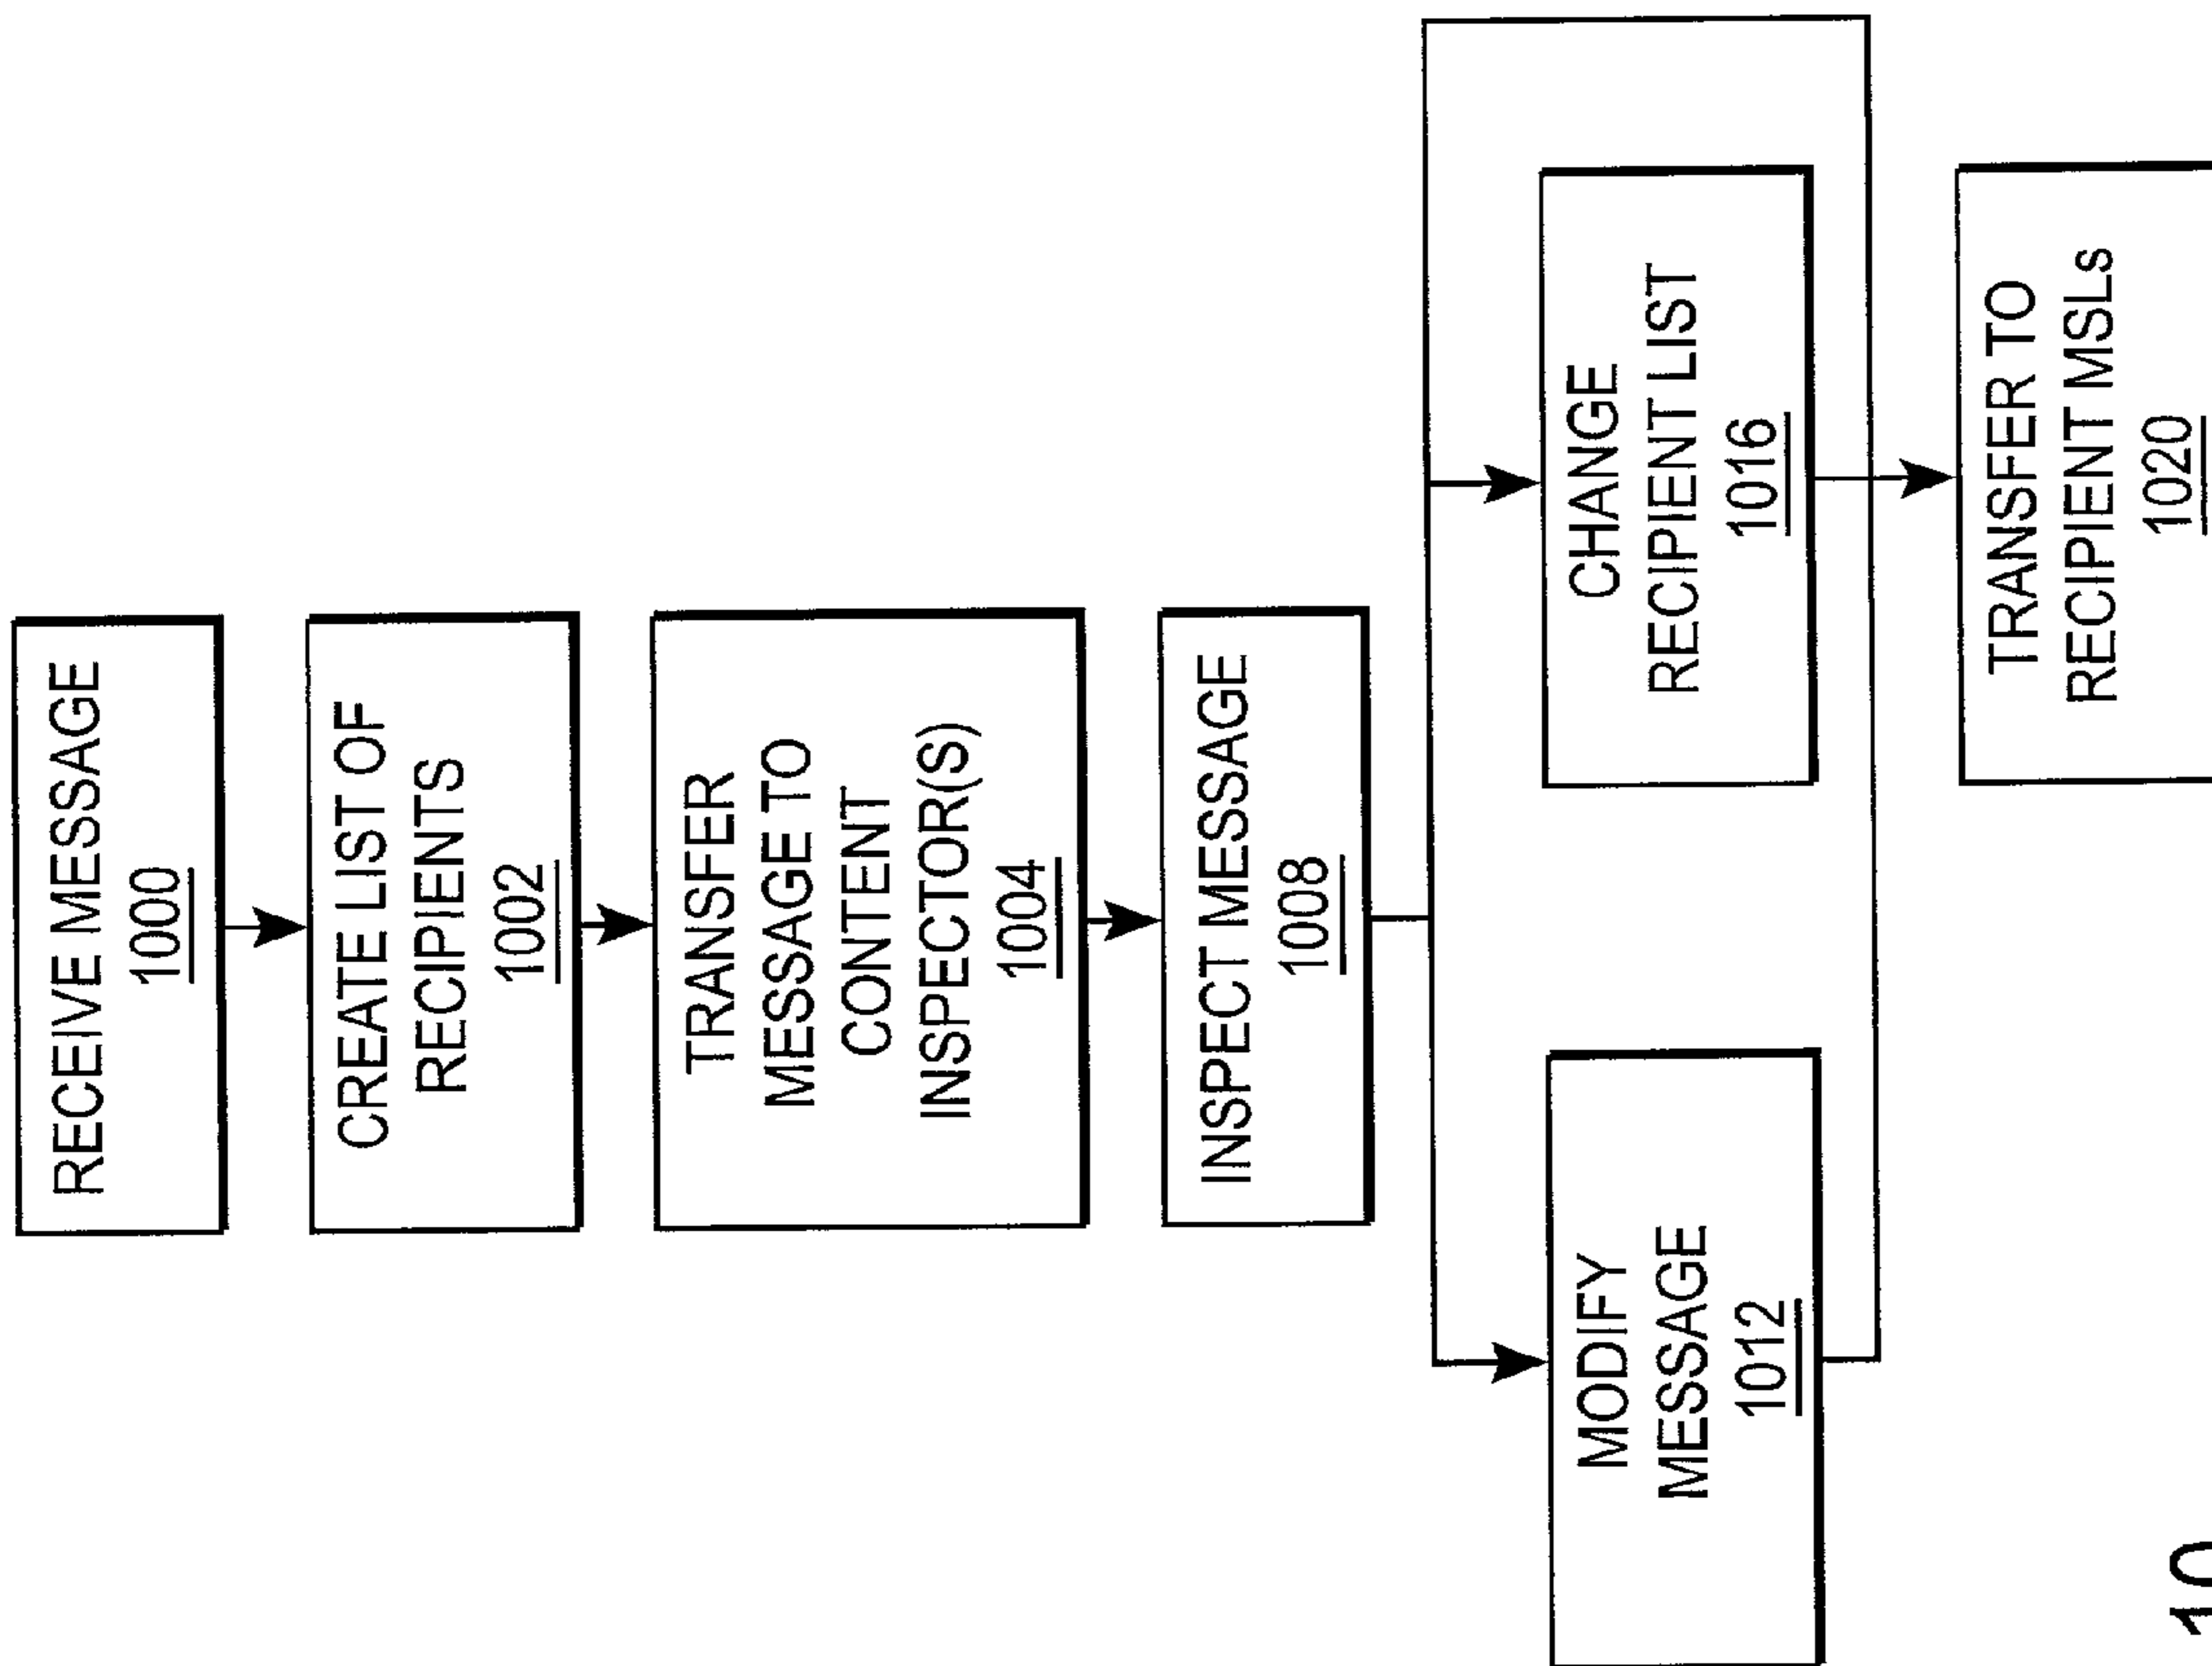 RECEIVE MESSAGE
1000
CREATE LIST OF
RECIPIENTS
1002
TRANSFER
MESSAGE TO
CONTENT
INSPECTOR(S)
1004
INSPECT MESSAGE
1008
MODIFY
MESSAGE
1012
CHANGE
RECIPIENT LIST
1016
TRANSFER TO
RECIPIENT MSLs
1020
10